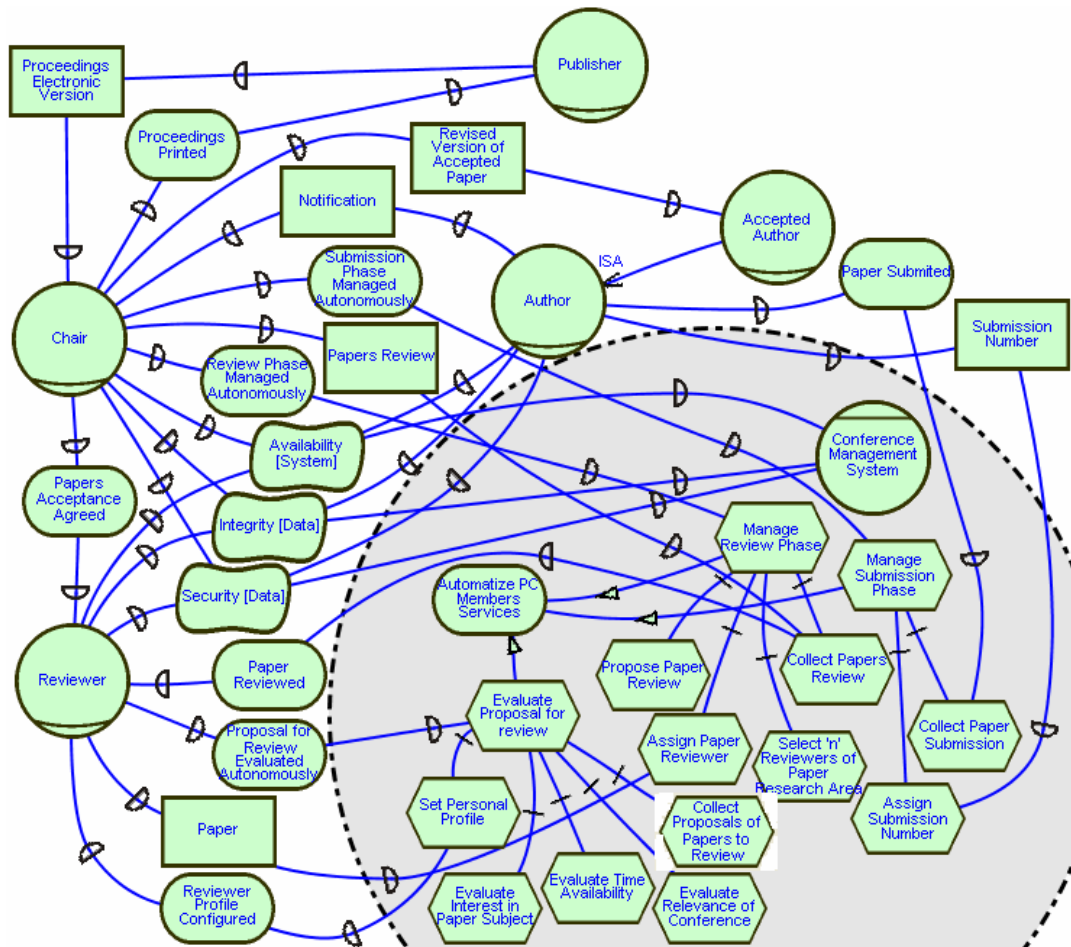 Proceedings
Electronic
Version
Publisher
Proceedings
Printed
Revised
Version of
Accepted
Paper
Notification
Accepted
Author
Submission
Phase
Managed
Autonomously
ISA
Author
Paper Submited
Chair
Papers Review
Submission
Number
Review Phase
Managed
Autonomously
Availability
[System]
Conference
Management
System
Papers
Acceptance
Agreed
Integrity [Data]
Manage
Review Phase
Manage
Submission
Phase
Security [Data]
Automatize PC
Members
Services
Reviewer
Paper
Reviewed
Propose Paper
Review
Collect Papers
Review
Evaluate
Proposal for
review
Collect Paper
Submission
Proposal for
Review
Evaluated
Autonomously
Assign Paper
Reviewer
Select 'n'
Reviewers of
Paper
Research Area
Paper
Set Personal
Profile
Collect
Proposals of
Papers to
Review
Assign
Submission
Number
Reviewer
Profile
Configured
Evaluate
Interest in
Paper Subject
Evaluate Time
Availability
Evaluate
Relevance of
Conference